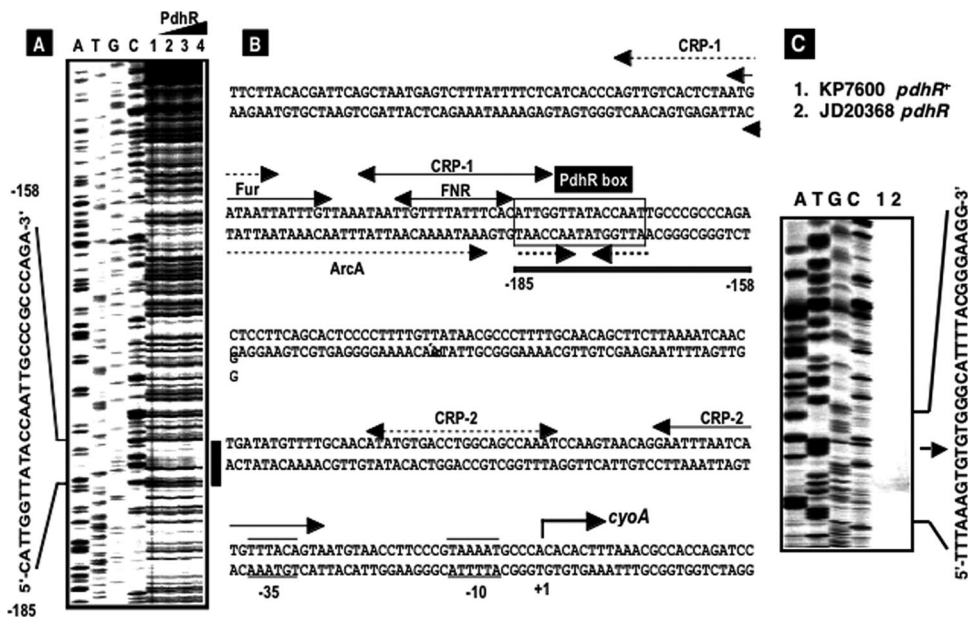 PdhR
A
A T G C 1 2 3 4
-158
5'-CATTGGTTATACCAATTGCCCGCCCAGA-3'
-185
B
CRP-1
TTCTTACACGATTCAGCTAATGAGTCTTTATTTTCTCATCACCCAGTTGTCACTCTAATG
AAGAATGTGCTAAGTCGATTACTCAGAAATAAAAGAGTAGTGGGTCAACAGTGAGATTAC
CRP-1
PdhR box
Fur
FNR
ATAATTATTTGTTAAATAATTGTTTTATTTCACATTGGTTATACCAATTGCCCGCCCAGA
TATTAATAAACAATTTATTAACAAAATAAAGTGTAACCAATATGGTTAACGGGCGGGTCT
ArcA
-185
-158
CTCCTTCAGCACTCCCCTTTTGTTATAACGCCCTTTTGCAACAGCTTCTTAAAATCAAC
GAGGAAGTCGTGAGGGGAAAACAATATTGCGGGAAAACGTTGTCGAAGAATTTTAGTTG
G
G
CRP-2
CRP-2
TGATATGTTTTGCAACATATGTGACCTGGCAGCCAAATCCAAGTAACAGGAATTTAATCA
ACTATACAAAACGTTGTATACACTGGACCGTCGGTTTAGGTTCATTGTCCTTAAATTAGT
cyoA
TGTTTACAGTAATGTAACCTTCCCGTAAAATGCCCACACACTTTAAACGCCACCAGATCC
ACAAATGTCATTACATTGGAAGGGCATTTTACGGGTGTGTGAAATTTGCGGTGGTCTAGG
-35
-10
+1
C
1. KP7600 pdhR+
2. JD20368 pdhR
A T G C 1 2
5'-TTTAAAGTGTGTGGGCATTTTACGGGAAGG-3'